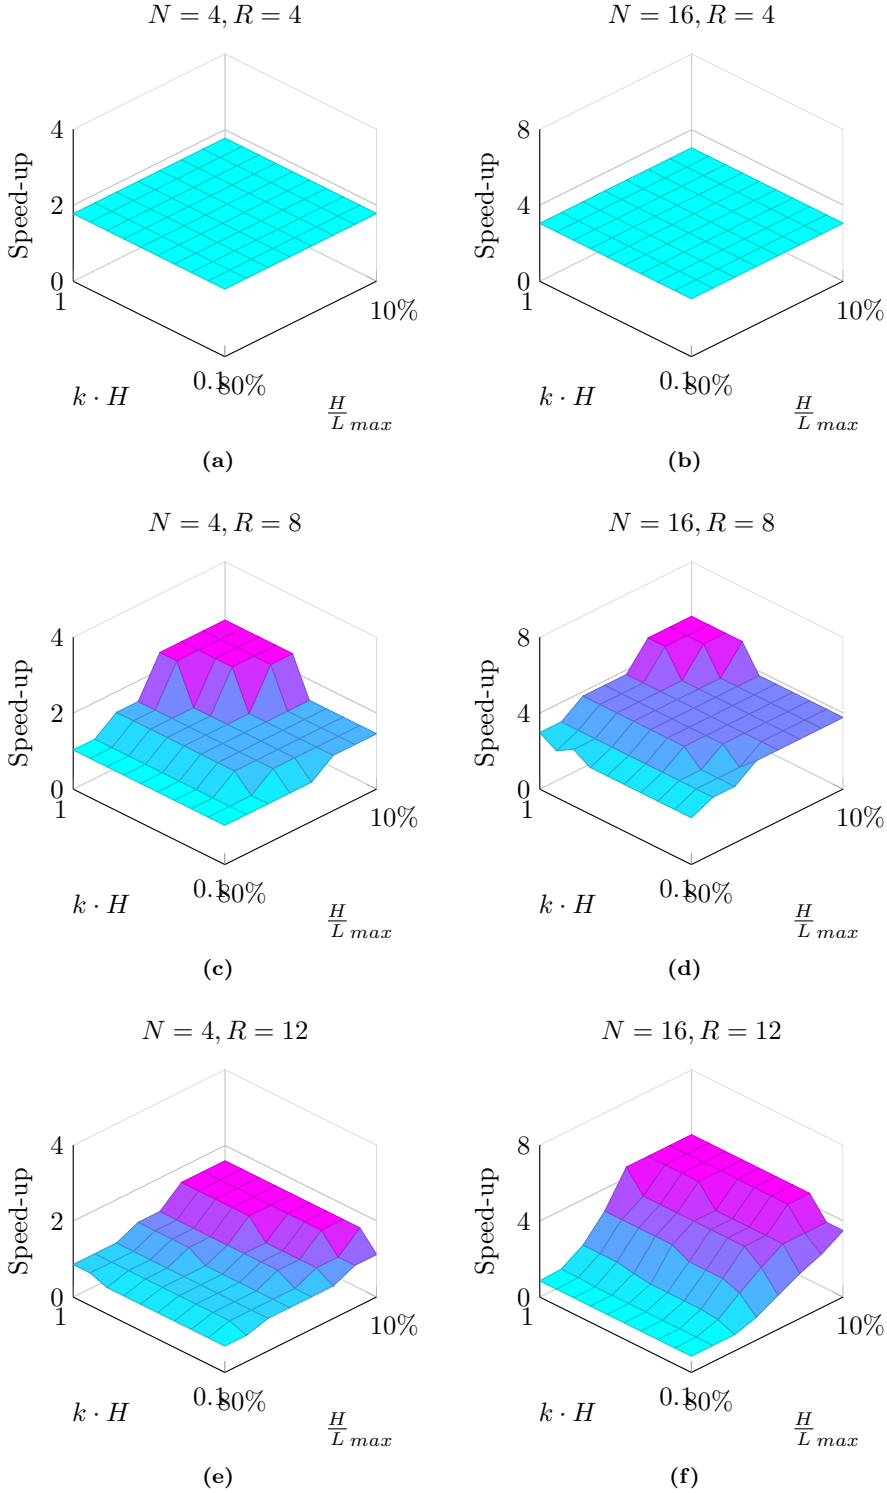 N = 4, R = 4
4
2
0
Speed-up
1
0.1
80%
10%
k · H
H/L max
(a)
N = 16, R = 4
8
4
0
Speed-up
1
0.1
80%
10%
k · H
H/L max
(b)
N = 4, R = 8
4
2
0
Speed-up
1
0.1
80%
10%
k · H
H/L max
(c)
N = 16, R = 8
8
4
0
Speed-up
1
0.1
80%
10%
k · H
H/L max
(d)
N = 4, R = 12
4
2
0
Speed-up
1
0.1
80%
10%
k · H
H/L max
(e)
N = 16, R = 12
8
4
0
Speed-up
1
0.1
80%
10%
k · H
H/L max
(f)